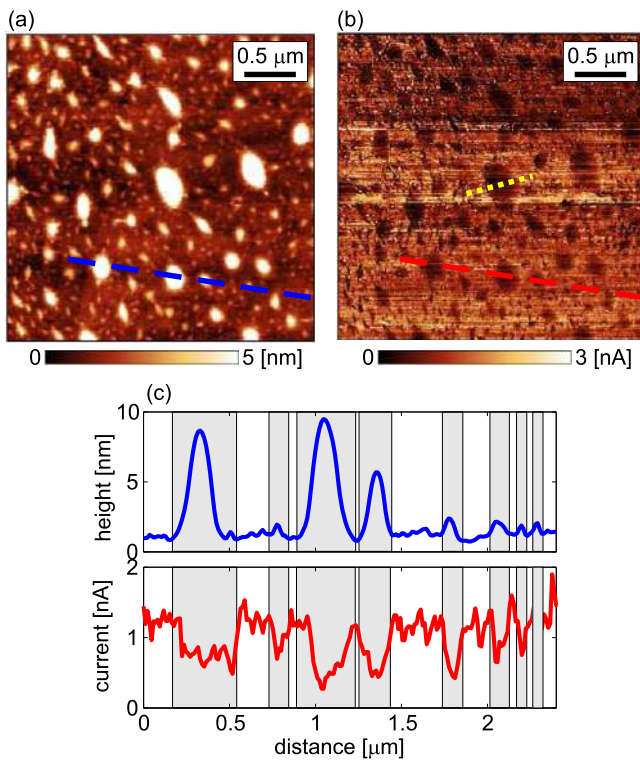 (a) (b)
0.5 μm 0.5 μm
0 5 [nm] 0 3 [nA]
(c)
10
5
0
height [nm]
2
1
0
current [nA]
0 0.5 1 1.5 2
distance [μm]